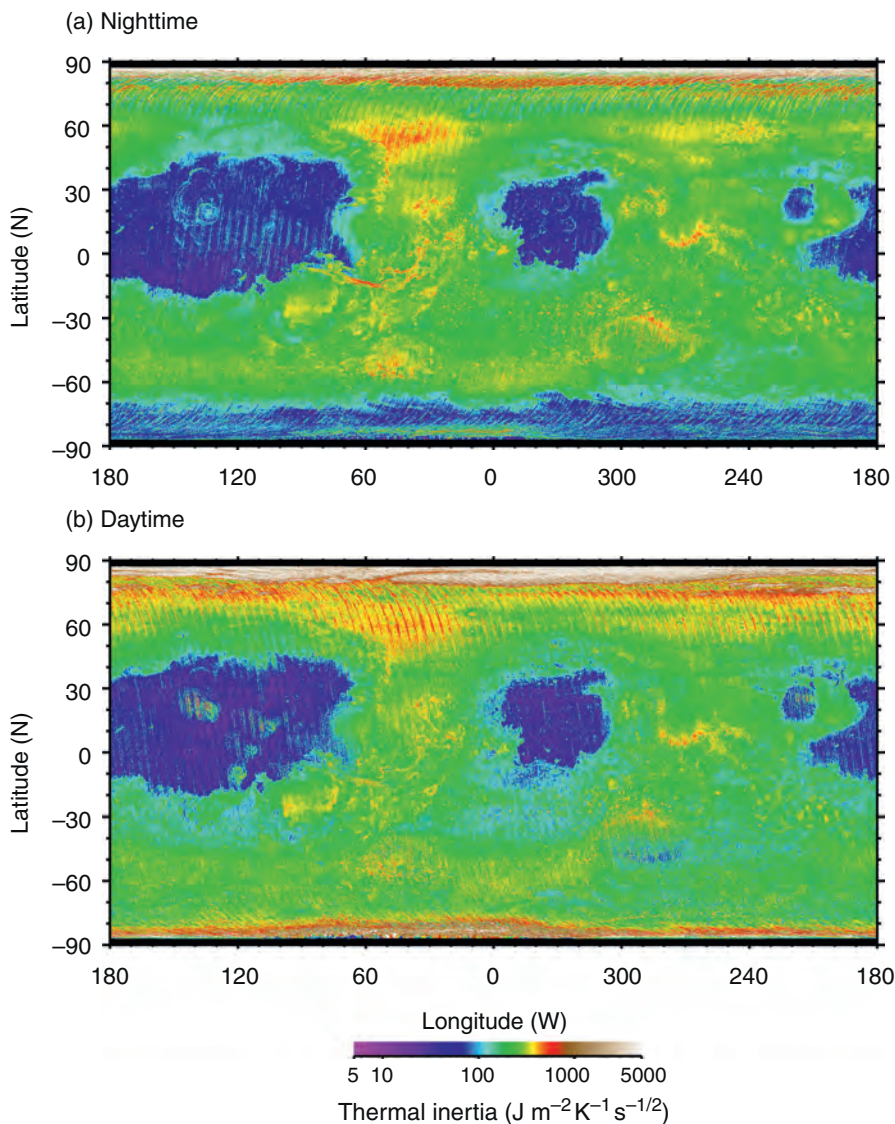 (a) Nighttime
90
60
30
0
−30
−60
−90
Latitude (N)
180 120 60 0 300 240 180
(b) Daytime
90
60
30
0
−30
−60
−90
Latitude (N)
180 120 60 0 300 240 180
Longitude (W)
5 10 100 1000 5000
Thermal inertia (J m⁻² K⁻¹ s⁻¹/²)